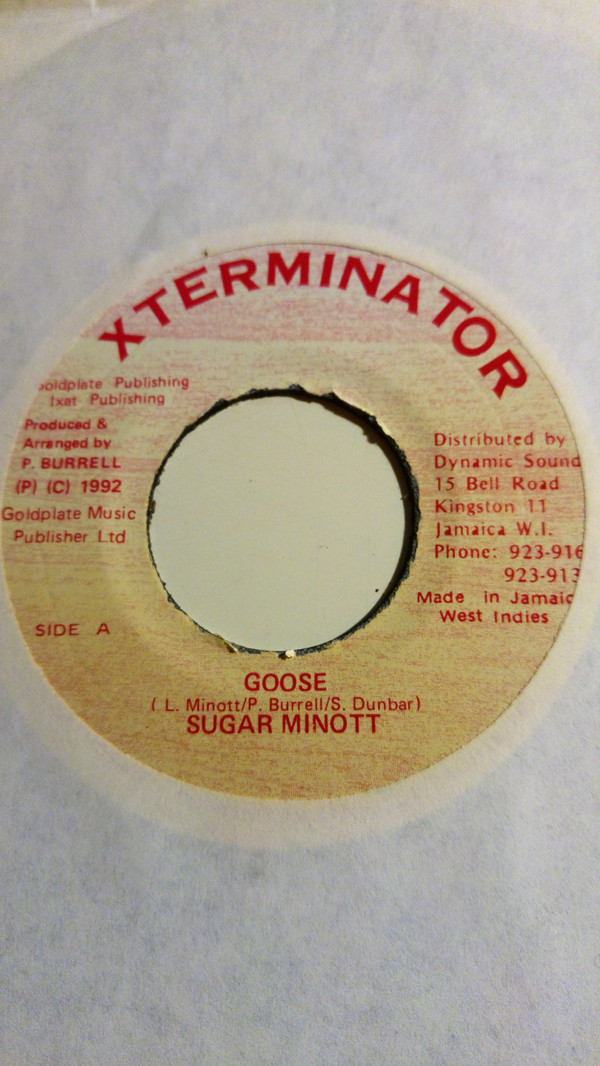 XTERMINATOR
Goldplate Publishing
Ixat Publishing
Produced &
Arranged by
P. BURRELL
(P) (C) 1992
Goldplate Music
Publisher Ltd
SIDE A
Distributed by
Dynamic Sound
15 Bell Road
Kingston 11
Jamaica W.I.
Phone: 923-916
923-913
Made in Jamaic
West Indies
GOOSE
( L. Minott/P. Burrell/S. Dunbar)
SUGAR MINOTT